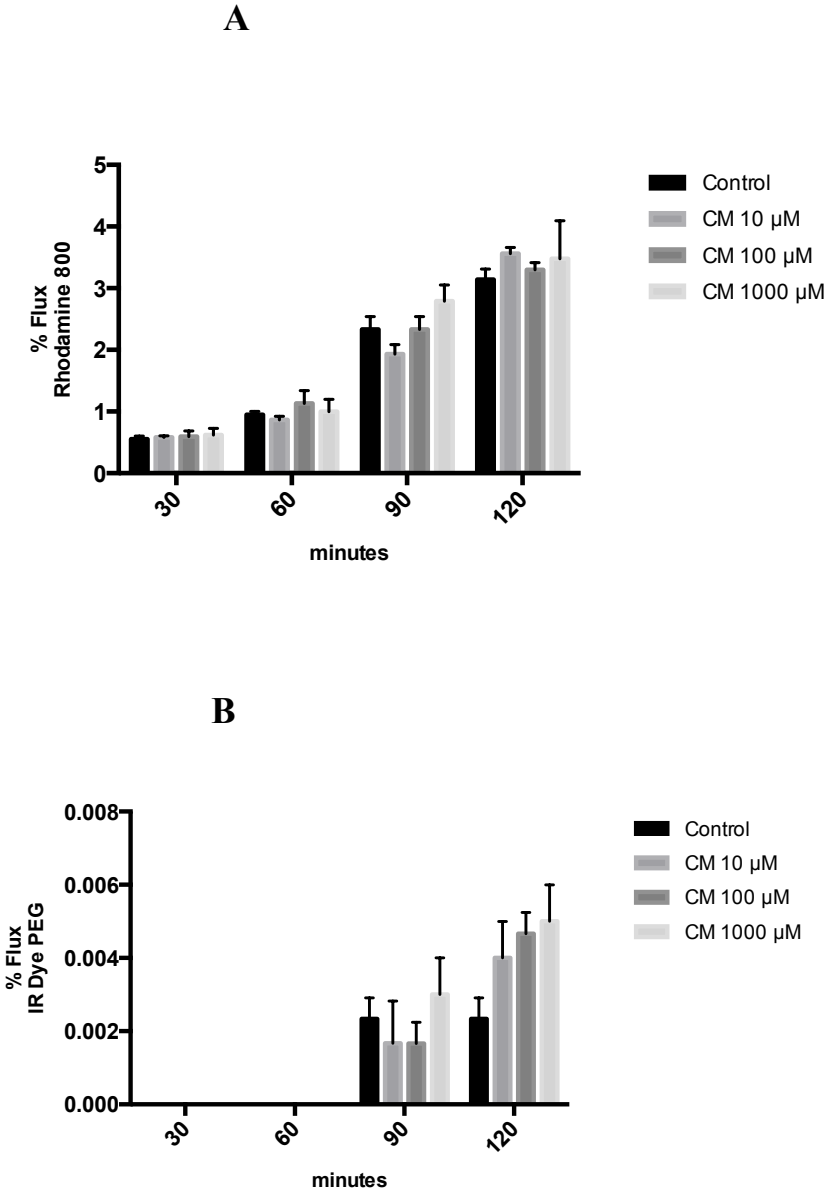 A
5
4
3
2
1
0
% Flux
Rhodamine 800
30
60
90
120
minutes
Control
CM 10 µM
CM 100 µM
CM 1000 µM
B
0.008
0.006
0.004
0.002
0.000
% Flux
IR Dye PEG
30
60
90
120
minutes
Control
CM 10 µM
CM 100 µM
CM 1000 µM